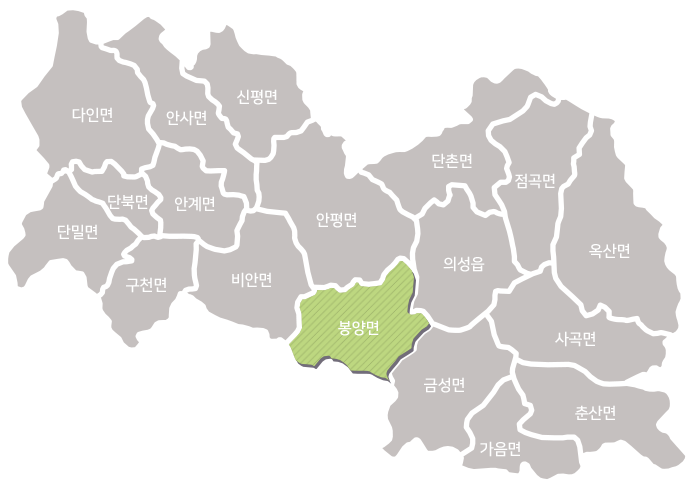 신평면
다인면
안사면
단촌면
점곡면
단북면
안계면
안평면
단밀면
옥산면
의성읍
비안면
구천면
봉양면
사곡면
금성면
춘산면
가음면